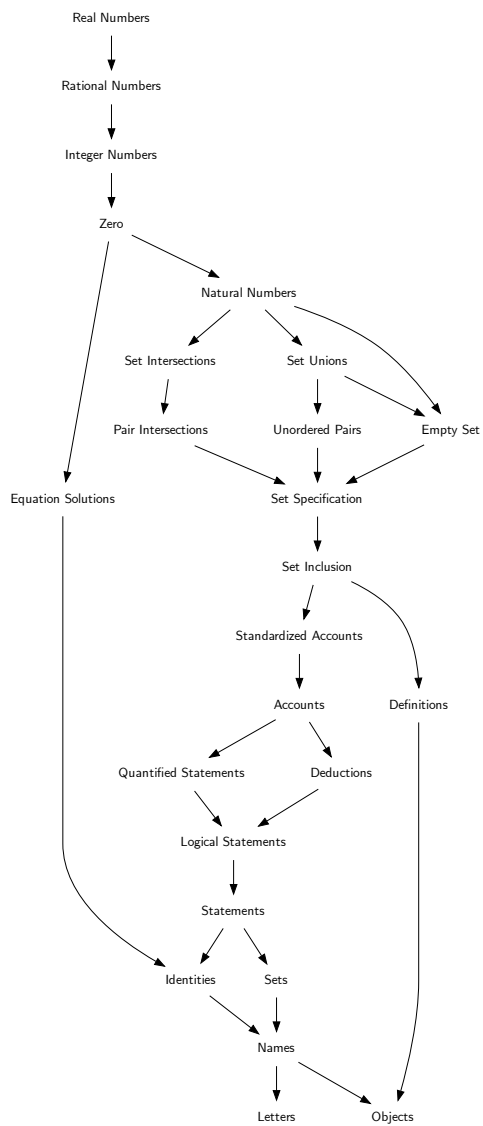 Real Numbers
Rational Numbers
Integer Numbers
Zero
Natural Numbers
Set Intersections
Set Unions
Pair Intersections
Unordered Pairs
Empty Set
Equation Solutions
Set Specification
Set Inclusion
Standardized Accounts
Accounts
Definitions
Quantified Statements
Deductions
Logical Statements
Statements
Identities
Sets
Names
Letters
Objects